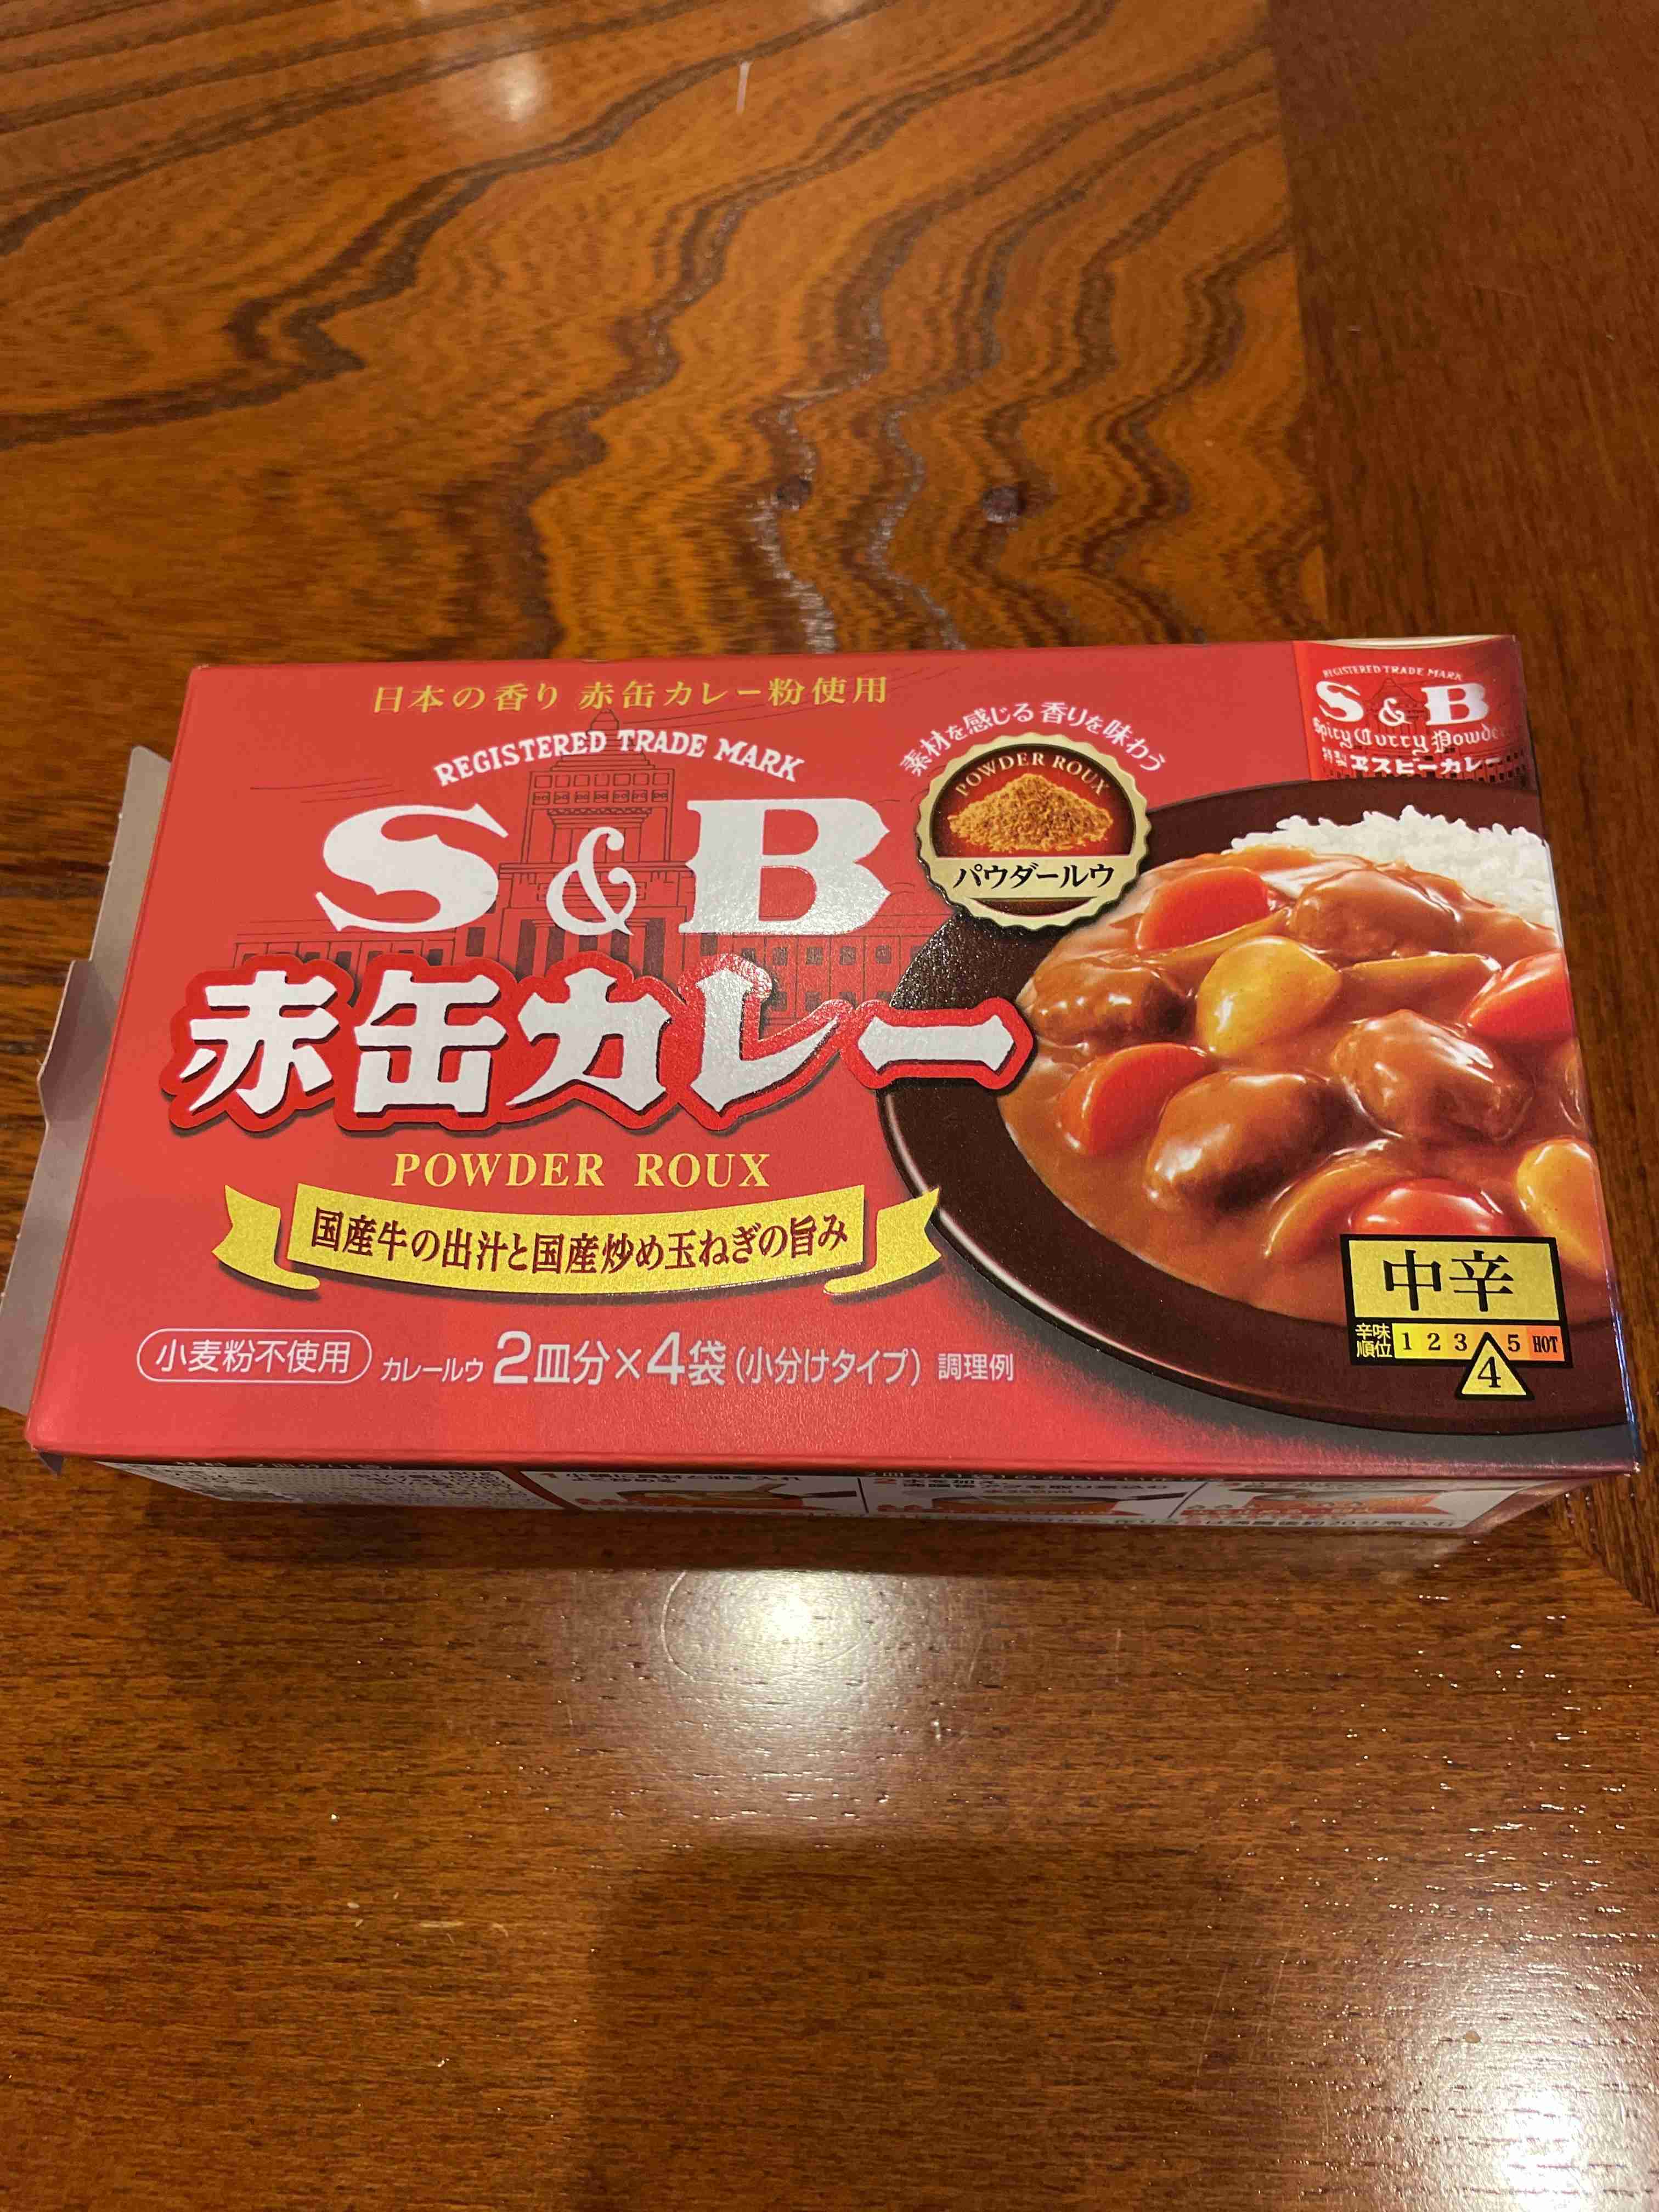 日本の香り 赤缶カレー粉使用
REGISTERED TRADE MARK
S&B
赤缶カレー
POWDER ROUX
国産牛の出汁と国産炒め玉ねぎの旨み
小麦粉不使用 カレールウ 2皿分×4袋(小分けタイプ) 調理例
素材を感じる 香りを味わう
POWDER ROUX
パウダールウ
REGISTERED TRADE MARK
S&B
Spicy Curry Powder
特製ヱスビーカレー
中辛
辛味順位 1 2 3 4 5 HOT